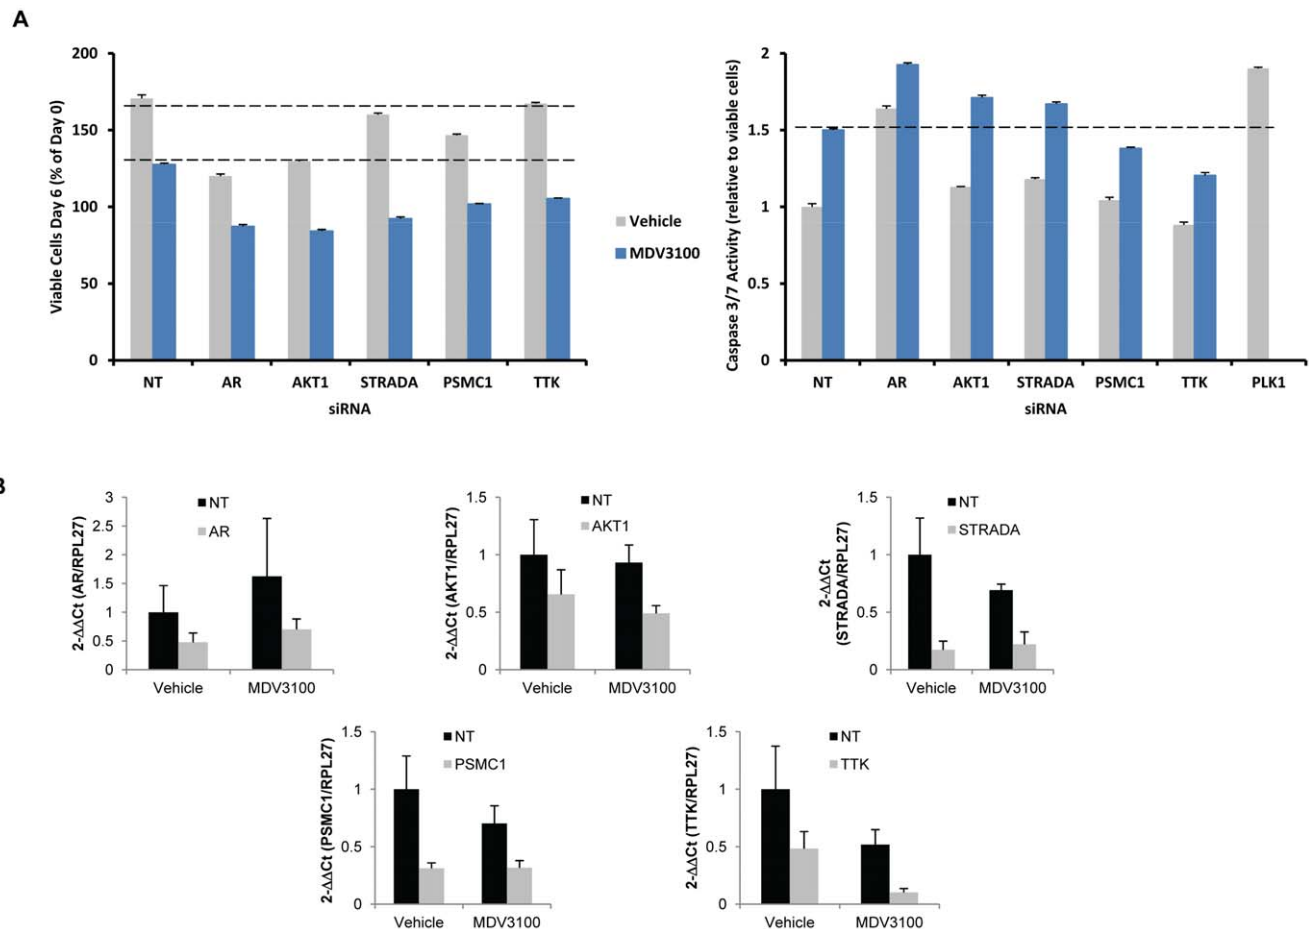 A
Viable Cells Day 6 (% of Day 0)
200
150
100
50
0
NT AR AKT1 STRADA PSMC1 TTK
siRNA
Vehicle
MDV3100
Caspase 3/7 Activity (relative to viable cells)
2
1.5
1
0.5
0
NT AR AKT1 STRADA PSMC1 TTK PLK1
siRNA
B
2-ΔΔCt (AR/RPL27)
3
2.5
2
1.5
1
0.5
0
NT
AR
Vehicle MDV3100
2-ΔΔCt (AKT1/RPL27)
1.5
1
0.5
0
NT
AKT1
Vehicle MDV3100
2-ΔΔCt
(STRADA/RPL27)
1.5
1
0.5
0
NT
STRADA
Vehicle MDV3100
2-ΔΔCt (PSMC1/RPL27)
1.5
1
0.5
0
NT
PSMC1
Vehicle MDV3100
2-ΔΔCt (TTK/RPL27)
1.5
1
0.5
0
NT
TTK
Vehicle MDV3100